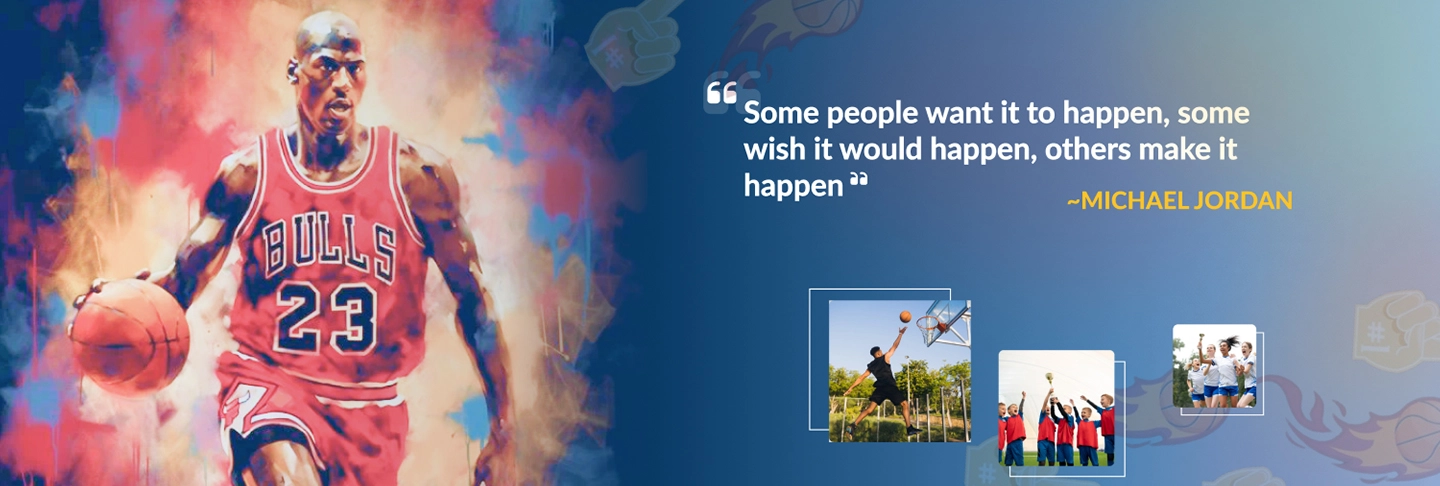 “Some people want it to happen, some
wish it would happen, others make it
happen”
~MICHAEL JORDAN
BULLS
23
#
#
#